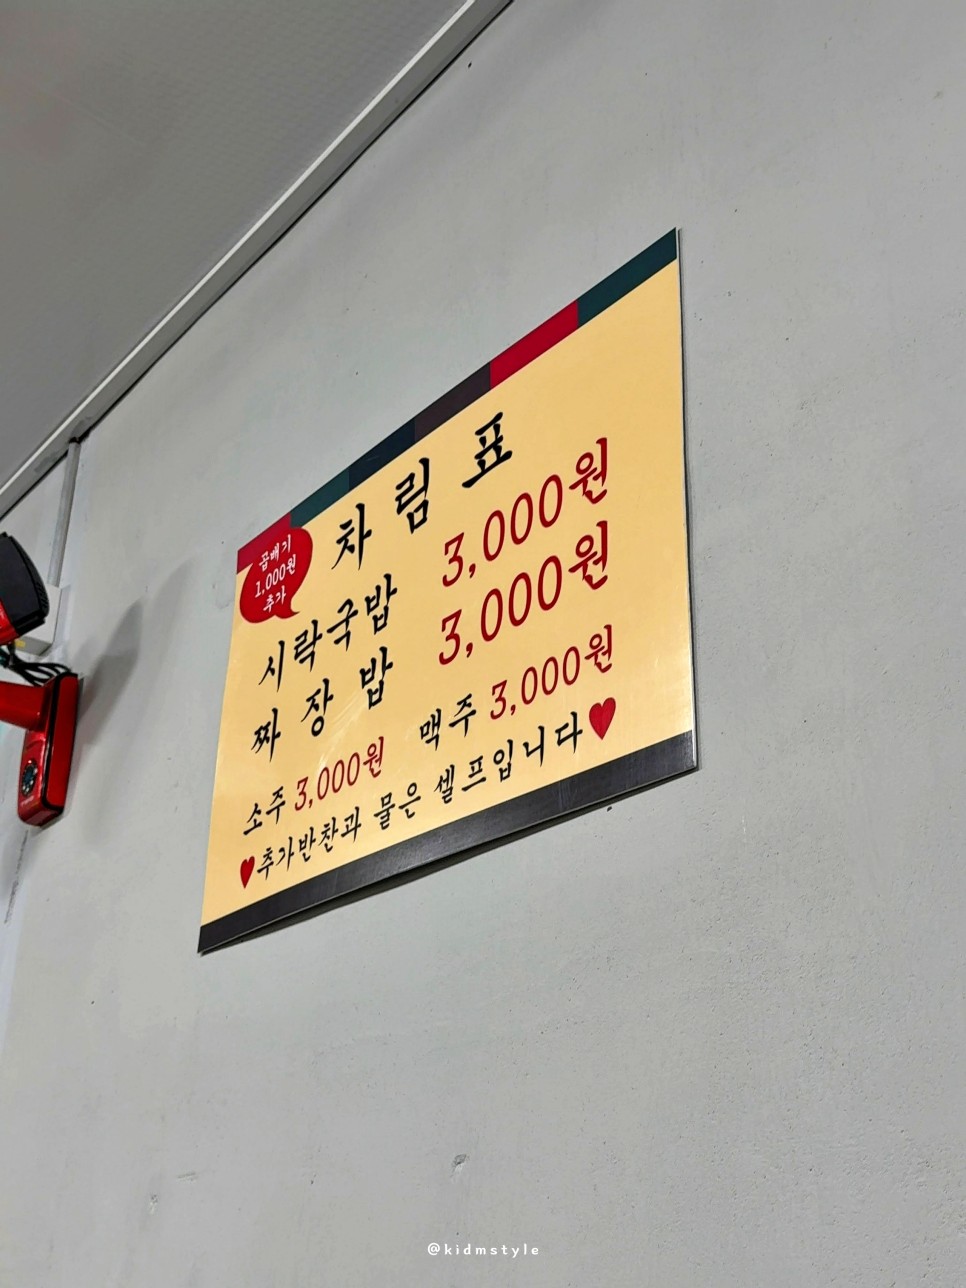 차림표
곱배기
1,000원
추가
시락국밥 3,000원
짜장밥 3,000원
소주 3,000원 맥주 3,000원
♥추가반찬과 물은 셀프입니다♥
@kidmstyle